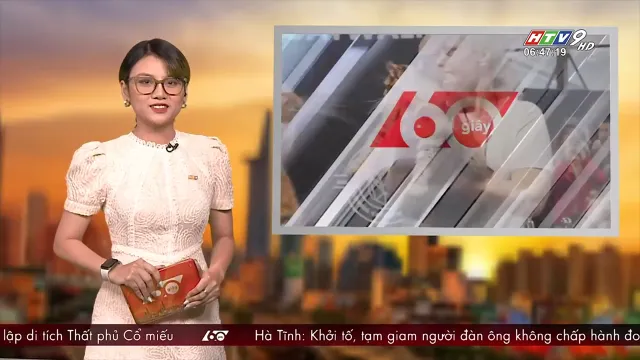 HTV9 HD
06:47:19
60 giây
lập di tích Thất phủ Cổ miếu 60 Hà Tĩnh: Khởi tố, tạm giam người đàn ông không chấp hành đo